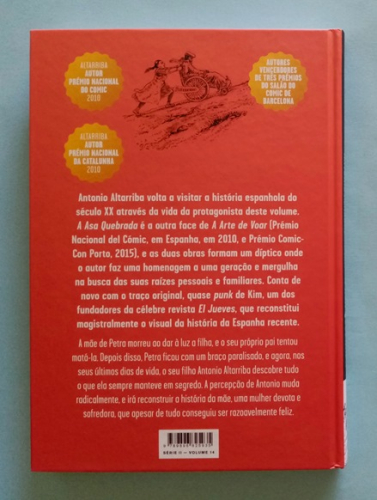 ALTARRIBA
AUTOR
PRÉMIO NACIONAL
DO COMIC
2010
AUTORES
VENCEDORES
DE TRÊS PRÉMIOS
DO SALÃO DO
COMIC DE
BARCELONA
ALTARRIBA
AUTOR
PRÉMIO NACIONAL
DA CATALUNHA
2010
Antonio Altarriba volta a visitar a história espanhola do
século XX através da vida da protagonista deste volume.
A Asa Quebrada é a outra face de A Arte de Voar (Prémio
Nacional del Cómic, em Espanha, em 2010, e Prémio Comic-
Con Porto, 2015), e as duas obras formam um díptico onde
o autor faz uma homenagem a uma geração e mergulha
na busca das suas raízes pessoais e familiares. Conta de
novo com o traço original, quase punk de Kim, um dos
fundadores da célebre revista El Jueves, que reconstitui
magistralmente o visual da história da Espanha recente.
A mãe de Petra morreu ao dar à luz a filha, e o seu próprio pai tentou
matá-la. Depois disso, Petra ficou com um braço paralisado, e agora, nos
seus últimos dias de vida, o seu filho Antonio Altarriba descobre tudo
o que ela sempre manteve em segredo. A percepção de Antonio muda
radicalmente, e irá reconstruir a história da mãe, uma mulher devota e
sofredora, que apesar de tudo conseguiu ser razoavelmente feliz.
SÉRIE II – VOLUME 14